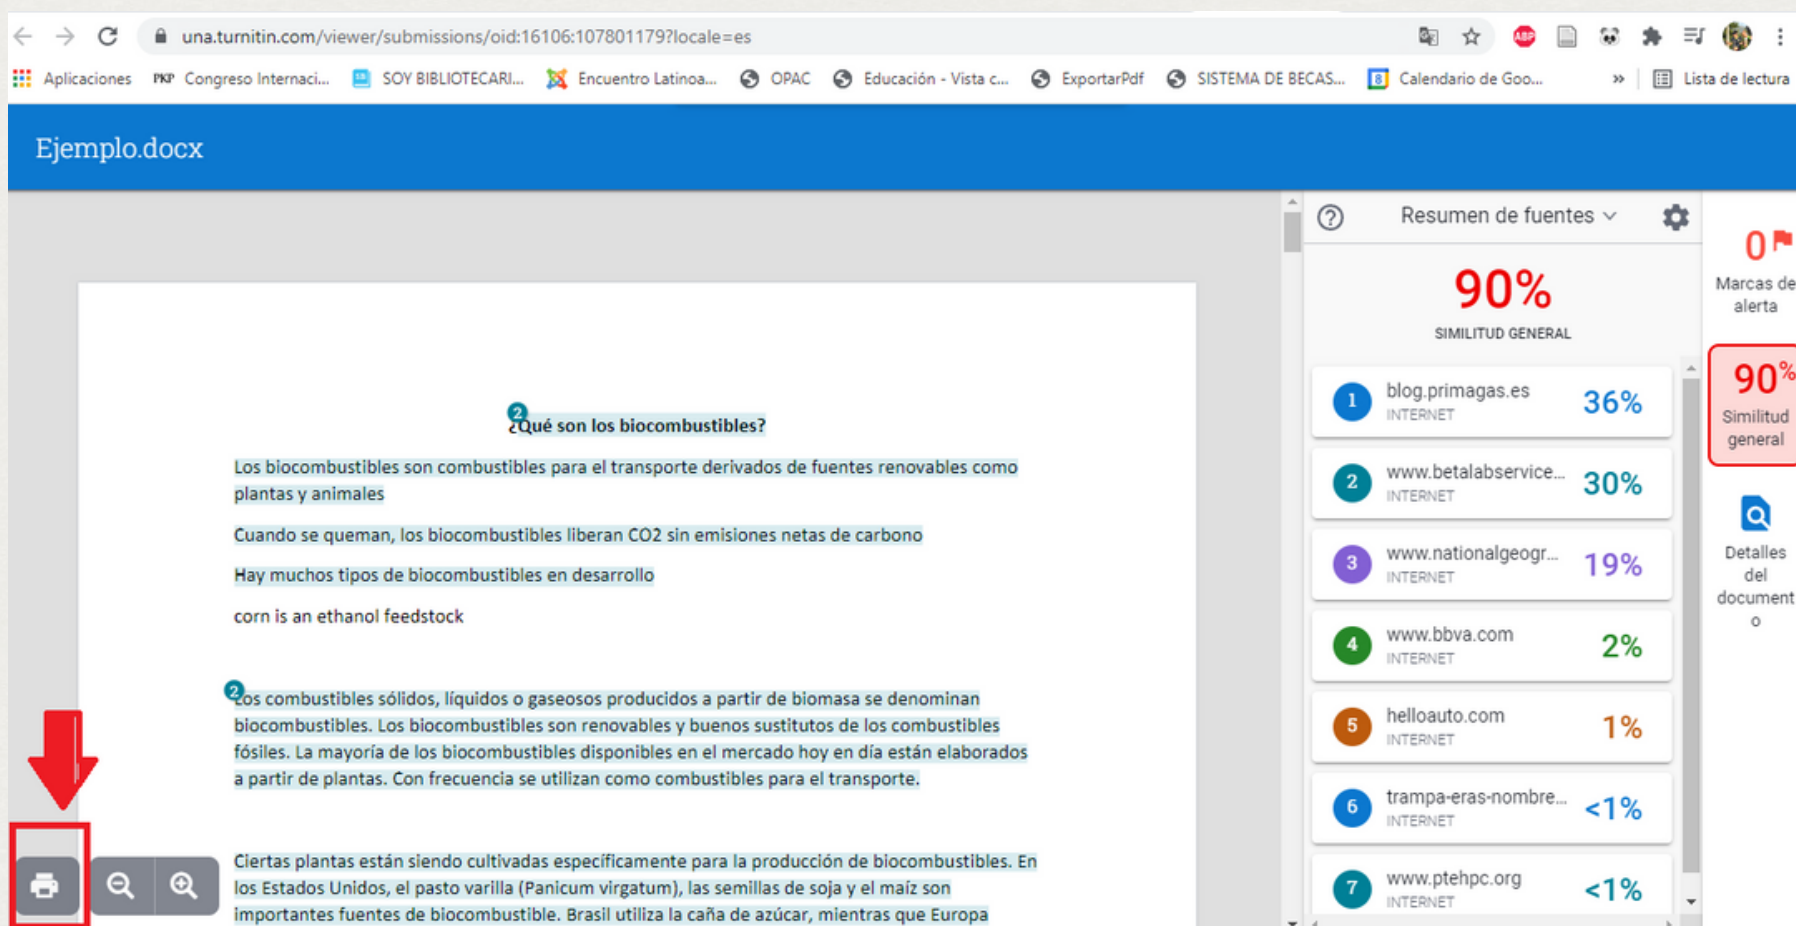 una.turnitin.com/viewer/submissions/oid:16106:107801179?locale=es
ABP
Aplicaciones PKP Congreso Internaci... SOY BIBLIOTECARI... Encuentro Latinoa... OPAC Educación - Vista c... ExportarPdf SISTEMA DE BECAS... 8 Calendario de Goo... » Lista de lectura
Ejemplo.docx
2
¿Qué son los biocombustibles?
Los biocombustibles son combustibles para el transporte derivados de fuentes renovables como
plantas y animales
Cuando se queman, los biocombustibles liberan CO2 sin emisiones netas de carbono
Hay muchos tipos de biocombustibles en desarrollo
corn is an ethanol feedstock
2
Los combustibles sólidos, líquidos o gaseosos producidos a partir de biomasa se denominan
biocombustibles. Los biocombustibles son renovables y buenos sustitutos de los combustibles
fósiles. La mayoría de los biocombustibles disponibles en el mercado hoy en día están elaborados
a partir de plantas. Con frecuencia se utilizan como combustibles para el transporte.
Ciertas plantas están siendo cultivadas específicamente para la producción de biocombustibles. En
los Estados Unidos, el pasto varilla (Panicum virgatum), las semillas de soja y el maíz son
importantes fuentes de biocombustible. Brasil utiliza la caña de azúcar, mientras que Europa
Resumen de fuentes
90%
SIMILITUD GENERAL
1 blog.primagas.es 36%
INTERNET
2 www.betalabservice... 30%
INTERNET
3 www.nationalgeogr... 19%
INTERNET
4 www.bbva.com 2%
INTERNET
5 helloauto.com 1%
INTERNET
6 trampa-eras-nombre... <1%
INTERNET
7 www.ptehpc.org <1%
INTERNET
0
Marcas de
alerta
90%
Similitud
general
Detalles
del
document
o